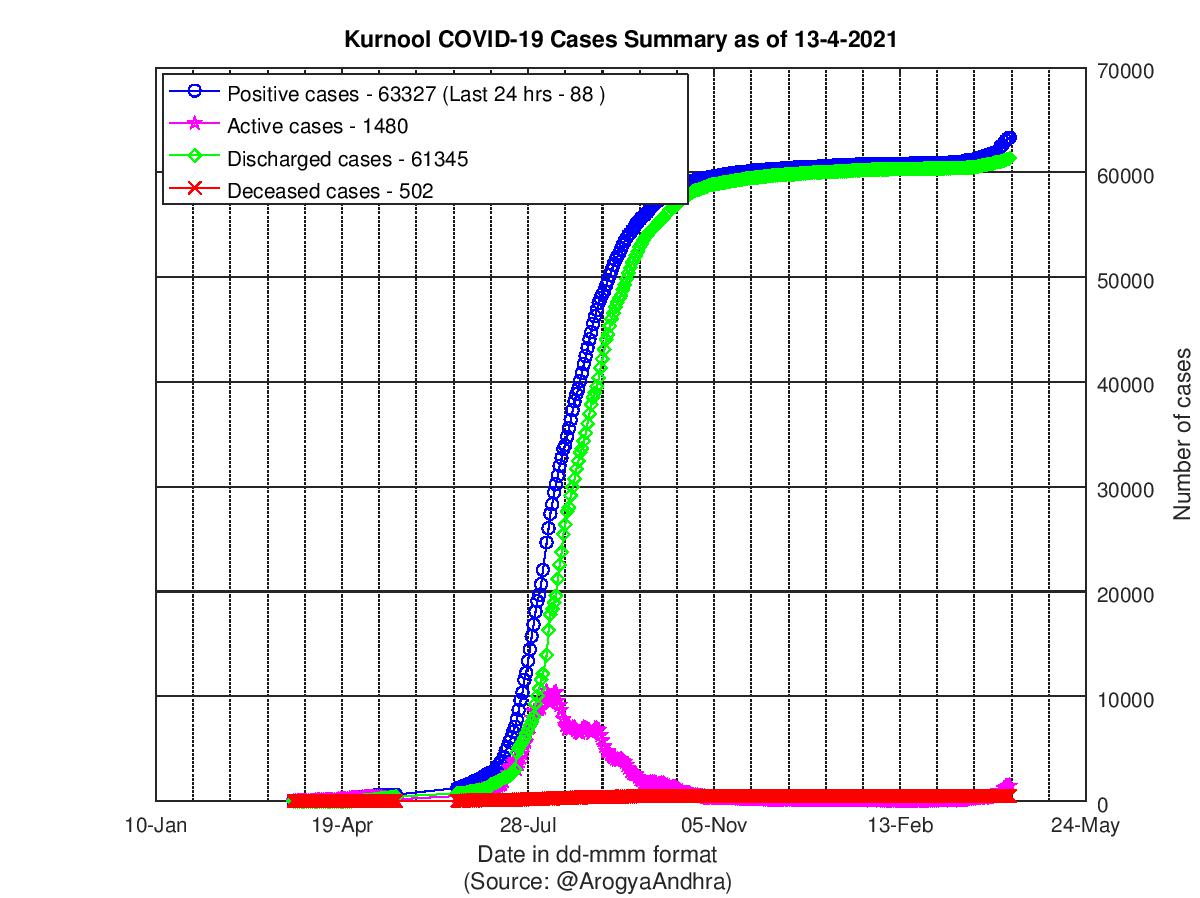 Kurnool COVID-19 Cases Summary as of 13-4-2021
Positive cases - 63327 (Last 24 hrs - 88 )
Active cases - 1480
Discharged cases - 61345
Deceased cases - 502
70000
60000
50000
40000
30000
20000
10000
0
Number of cases
10-Jan 19-Apr 28-Jul 05-Nov 13-Feb 24-May
Date in dd-mmm format
(Source: @ArogyaAndhra)